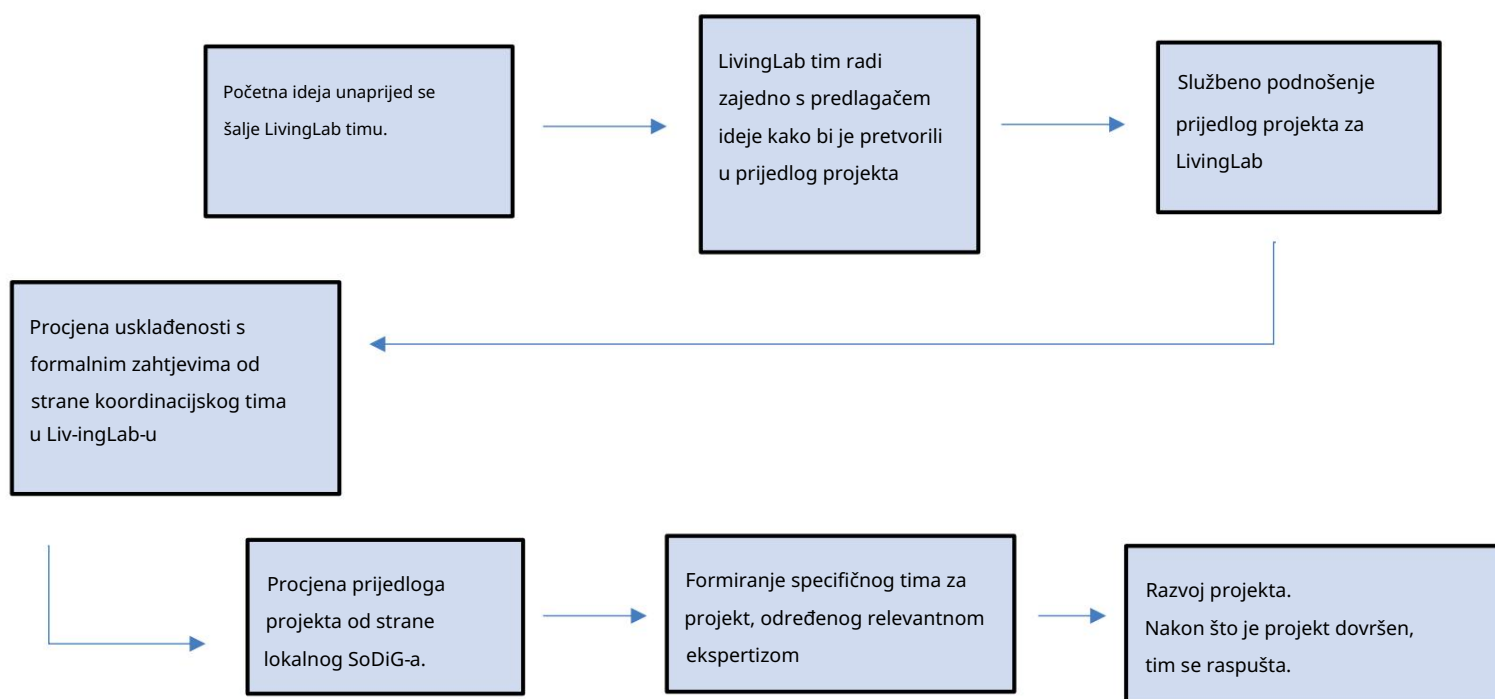 Početna ideja unaprijed se
šalje LivingLab timu.
LivingLab tim radi
zajedno s predlagačem
ideje kako bi je pretvorili
u prijedlog projekta
Službeno podnošenje
prijedlog projekta za
LivingLab
Procjena usklađenosti s
formalnim zahtjevima od
strane koordinacijskog tima
u Liv-ingLab-u
Procjena prijedloga
projekta od strane
lokalnog SoDiG-a.
Formiranje specifičnog tima za
projekt, određenog relevantnom
ekspertizom
Razvoj projekta.
Nakon što je projekt dovršen,
tim se raspušta.